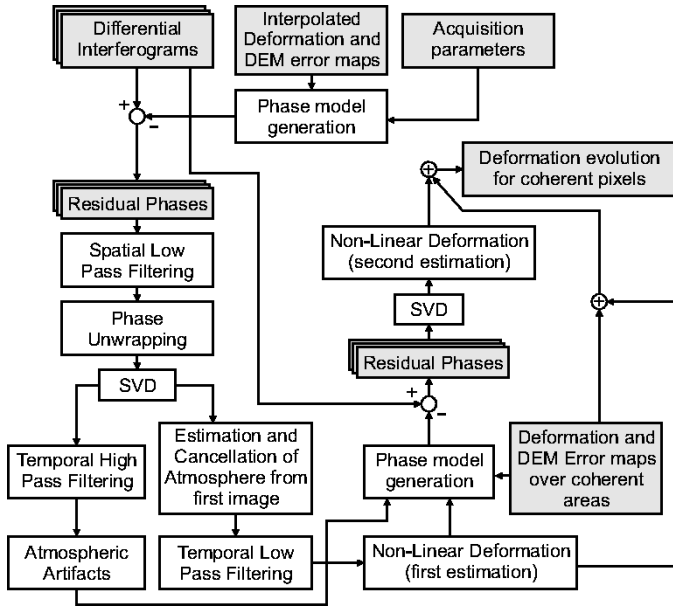 Differential
Interferograms
Interpolated
Deformation and
DEM error maps
Acquisition
parameters
+
−
Phase model
generation
Residual Phases
Spatial Low
Pass Filtering
Phase
Unwrapping
SVD
Temporal High
Pass Filtering
Atmospheric
Artifacts
Estimation and
Cancellation of
Atmosphere from
first image
Temporal Low
Pass Filtering
Deformation evolution
for coherent pixels
+
Non-Linear Deformation
(second estimation)
SVD
+
Residual Phases
+
−
Phase model
generation
Deformation and
DEM Error maps
over coherent
areas
Non-Linear Deformation
(first estimation)